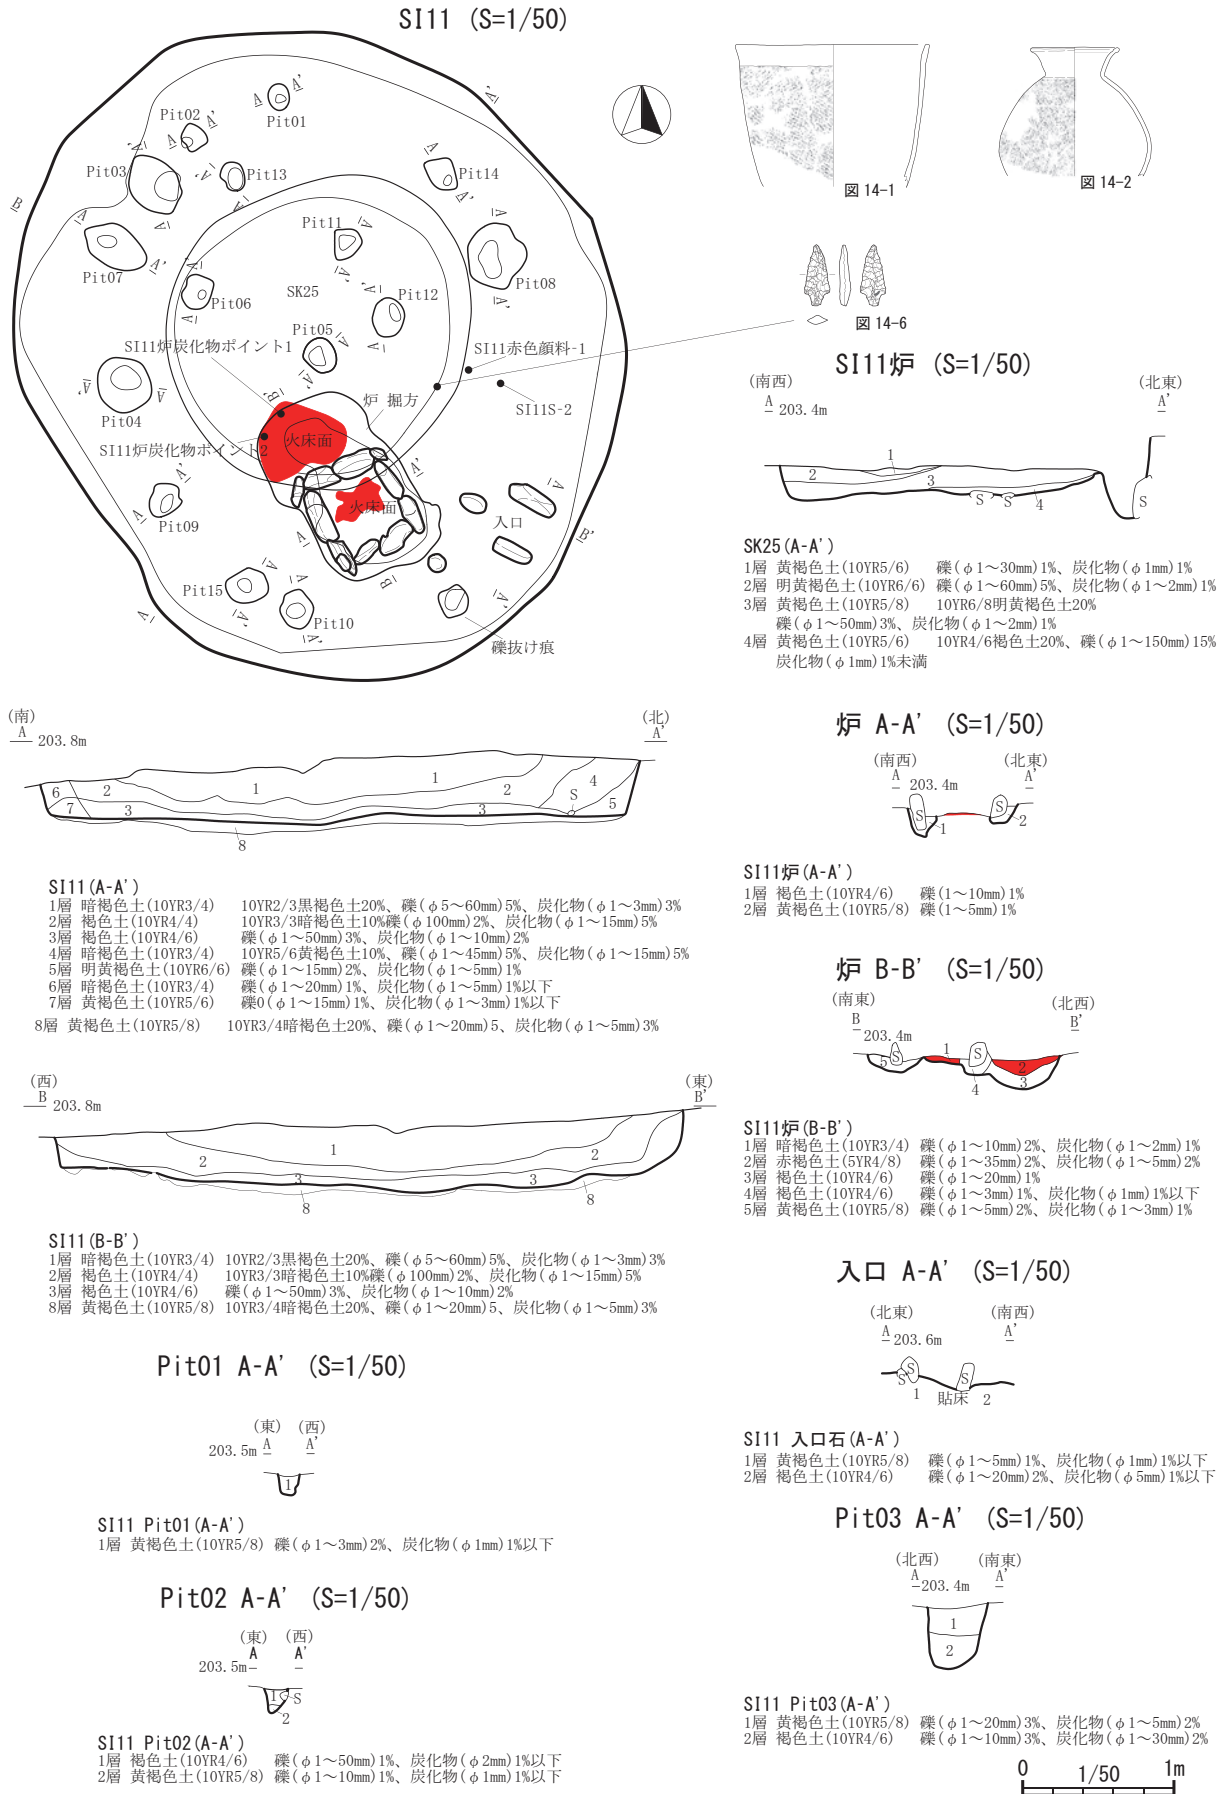 SI11 (S=1/50)
A A'
Pit01
Pit02
A A'
Pit03
A'
A
Pit13
A'
A
A
Pit14
A'
A'
B
A
Pit07
A'
Pit11
A
A'
A
Pit08
A'
A'
Pit06
A
SK25
A'
Pit12
A
Pit05
A
A'
SI11炉炭化物ポイント1
SI11赤色顔料-1
SI11S-2
A'
A
Pit04
B'
炉 掘方
SI11炉炭化物ポイント2
火床面
火床面
A'
A
B
A'
A
Pit09
入口
A
A'
B'
Pit15
A
A'
A
Pit10
A'
A
礫抜け痕
図 14-1
図 14-2
図 14-6
SI11炉 (S=1/50)
(南西)
A 203.4m
(北東)
A'
1
2
3
S S 4
S
SK25(A-A')
1層 黄褐色土(10YR5/6) 礫(φ1～30mm)1%、炭化物(φ1mm)1%
2層 明黄褐色土(10YR6/6) 礫(φ1～60mm)5%、炭化物(φ1～2mm)1%
3層 黄褐色土(10YR5/8) 10YR6/8明黄褐色土20%
礫(φ1～50mm)3%、炭化物(φ1～2mm)1%
4層 黄褐色土(10YR5/6) 10YR4/6褐色土20%、礫(φ1～150mm)15%
炭化物(φ1mm)1%未満
(南)
A 203.8m
(北)
A'
6 2 1 1 2 S 4
7 3 3 5
8
SI11(A-A')
1層 暗褐色土(10YR3/4) 10YR2/3黒褐色土20%、礫(φ5～60mm)5%、炭化物(φ1～3mm)3%
2層 褐色土(10YR4/4) 10YR3/3暗褐色土10%礫(φ100mm)2%、炭化物(φ1～15mm)5%
3層 褐色土(10YR4/6) 礫(φ1～50mm)3%、炭化物(φ1～10mm)2%
4層 暗褐色土(10YR3/4) 10YR5/6黄褐色土10%、礫(φ1～45mm)5%、炭化物(φ1～15mm)5%
5層 明黄褐色土(10YR6/6) 礫(φ1～15mm)2%、炭化物(φ1～5mm)1%
6層 暗褐色土(10YR3/4) 礫(φ1～20mm)1%、炭化物(φ1～5mm)1%以下
7層 黄褐色土(10YR5/6) 礫0(φ1～15mm)1%、炭化物(φ1～3mm)1%以下
8層 黄褐色土(10YR5/8) 10YR3/4暗褐色土20%、礫(φ1～20mm)5、炭化物(φ1～5mm)3%
(西)
B 203.8m
(東)
B'
2 1 2
3 3
8 8
SI11(B-B')
1層 暗褐色土(10YR3/4) 10YR2/3黒褐色土20%、礫(φ5～60mm)5%、炭化物(φ1～3mm)3%
2層 褐色土(10YR4/4) 10YR3/3暗褐色土10%礫(φ100mm)2%、炭化物(φ1～15mm)5%
3層 褐色土(10YR4/6) 礫(φ1～50mm)3%、炭化物(φ1～10mm)2%
8層 黄褐色土(10YR5/8) 10YR3/4暗褐色土20%、礫(φ1～20mm)5、炭化物(φ1～5mm)3%
Pit01 A-A' (S=1/50)
(東) (西)
203.5m A A'
1
SI11 Pit01(A-A')
1層 黄褐色土(10YR5/8) 礫(φ1～3mm)2%、炭化物(φ1mm)1%以下
Pit02 A-A' (S=1/50)
(東) (西)
A A'
203.5m
1 S
2
SI11 Pit02(A-A')
1層 褐色土(10YR4/6) 礫(φ1～50mm)1%、炭化物(φ2mm)1%以下
2層 黄褐色土(10YR5/8) 礫(φ1～10mm)1%、炭化物(φ1mm)1%以下
炉 A-A' (S=1/50)
(南西) (北東)
A 203.4m A'
S 1 S 2
SI11炉(A-A')
1層 褐色土(10YR4/6) 礫(1～10mm)1%
2層 黄褐色土(10YR5/8) 礫(1～5mm)1%
炉 B-B' (S=1/50)
(南東) (北西)
B 203.4m B'
5 S 1 S 2
4 3
SI11炉(B-B')
1層 暗褐色土(10YR3/4) 礫(φ1～10mm)2%、炭化物(φ1～2mm)1%
2層 赤褐色土(5YR4/8) 礫(φ1～35mm)2%、炭化物(φ1～5mm)2%
3層 褐色土(10YR4/6) 礫(φ1～20mm)1%
4層 褐色土(10YR4/6) 礫(φ1～3mm)1%、炭化物(φ1mm)1%以下
5層 黄褐色土(10YR5/8) 礫(φ1～5mm)2%、炭化物(φ1～3mm)1%
入口 A-A' (S=1/50)
(北東) (南西)
A 203.6m A'
S S S
1 貼床 2
SI11 入口石(A-A')
1層 黄褐色土(10YR5/8) 礫(φ1～5mm)1%、炭化物(φ1mm)1%以下
2層 褐色土(10YR4/6) 礫(φ1～20mm)2%、炭化物(φ5mm)1%以下
Pit03 A-A' (S=1/50)
(北西) (南東)
A 203.4m A'
1
2
SI11 Pit03(A-A')
1層 黄褐色土(10YR5/8) 礫(φ1～20mm)3%、炭化物(φ1～5mm)2%
2層 褐色土(10YR4/6) 礫(φ1～10mm)3%、炭化物(φ1～30mm)2%
0 1/50 1m